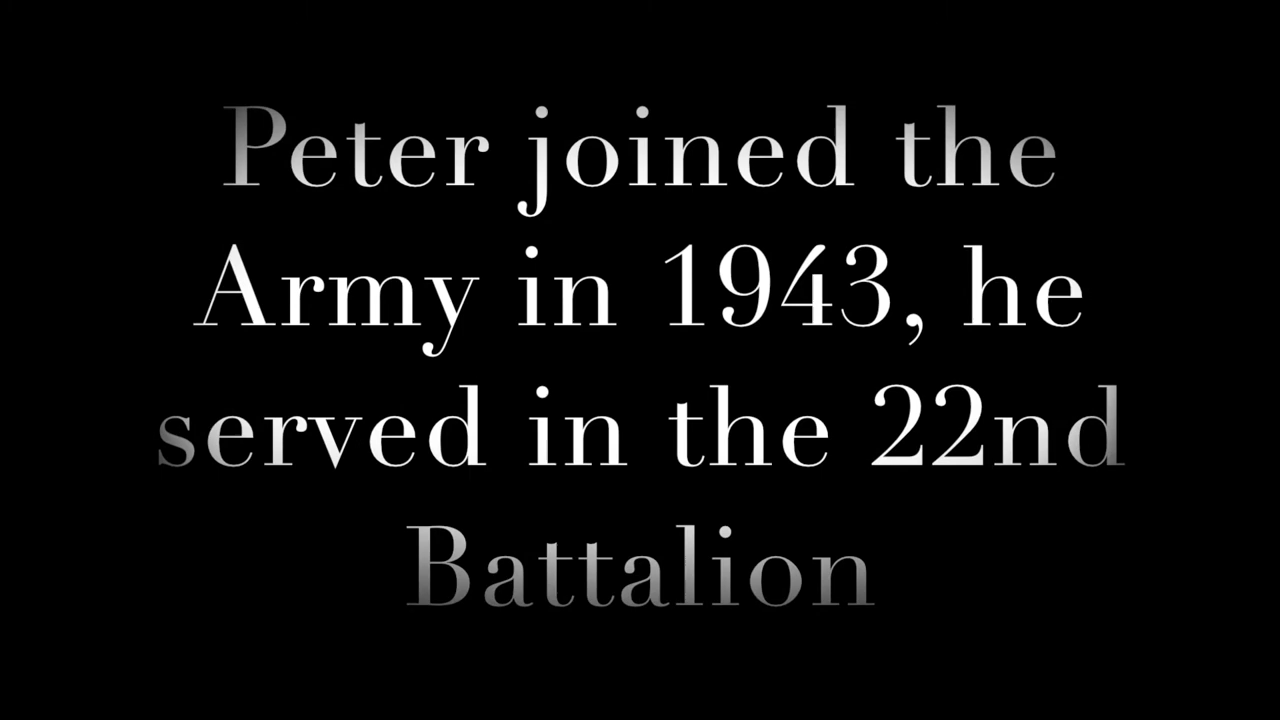 Peter joined the
Army in 1943, he
served in the 22nd
Battalion